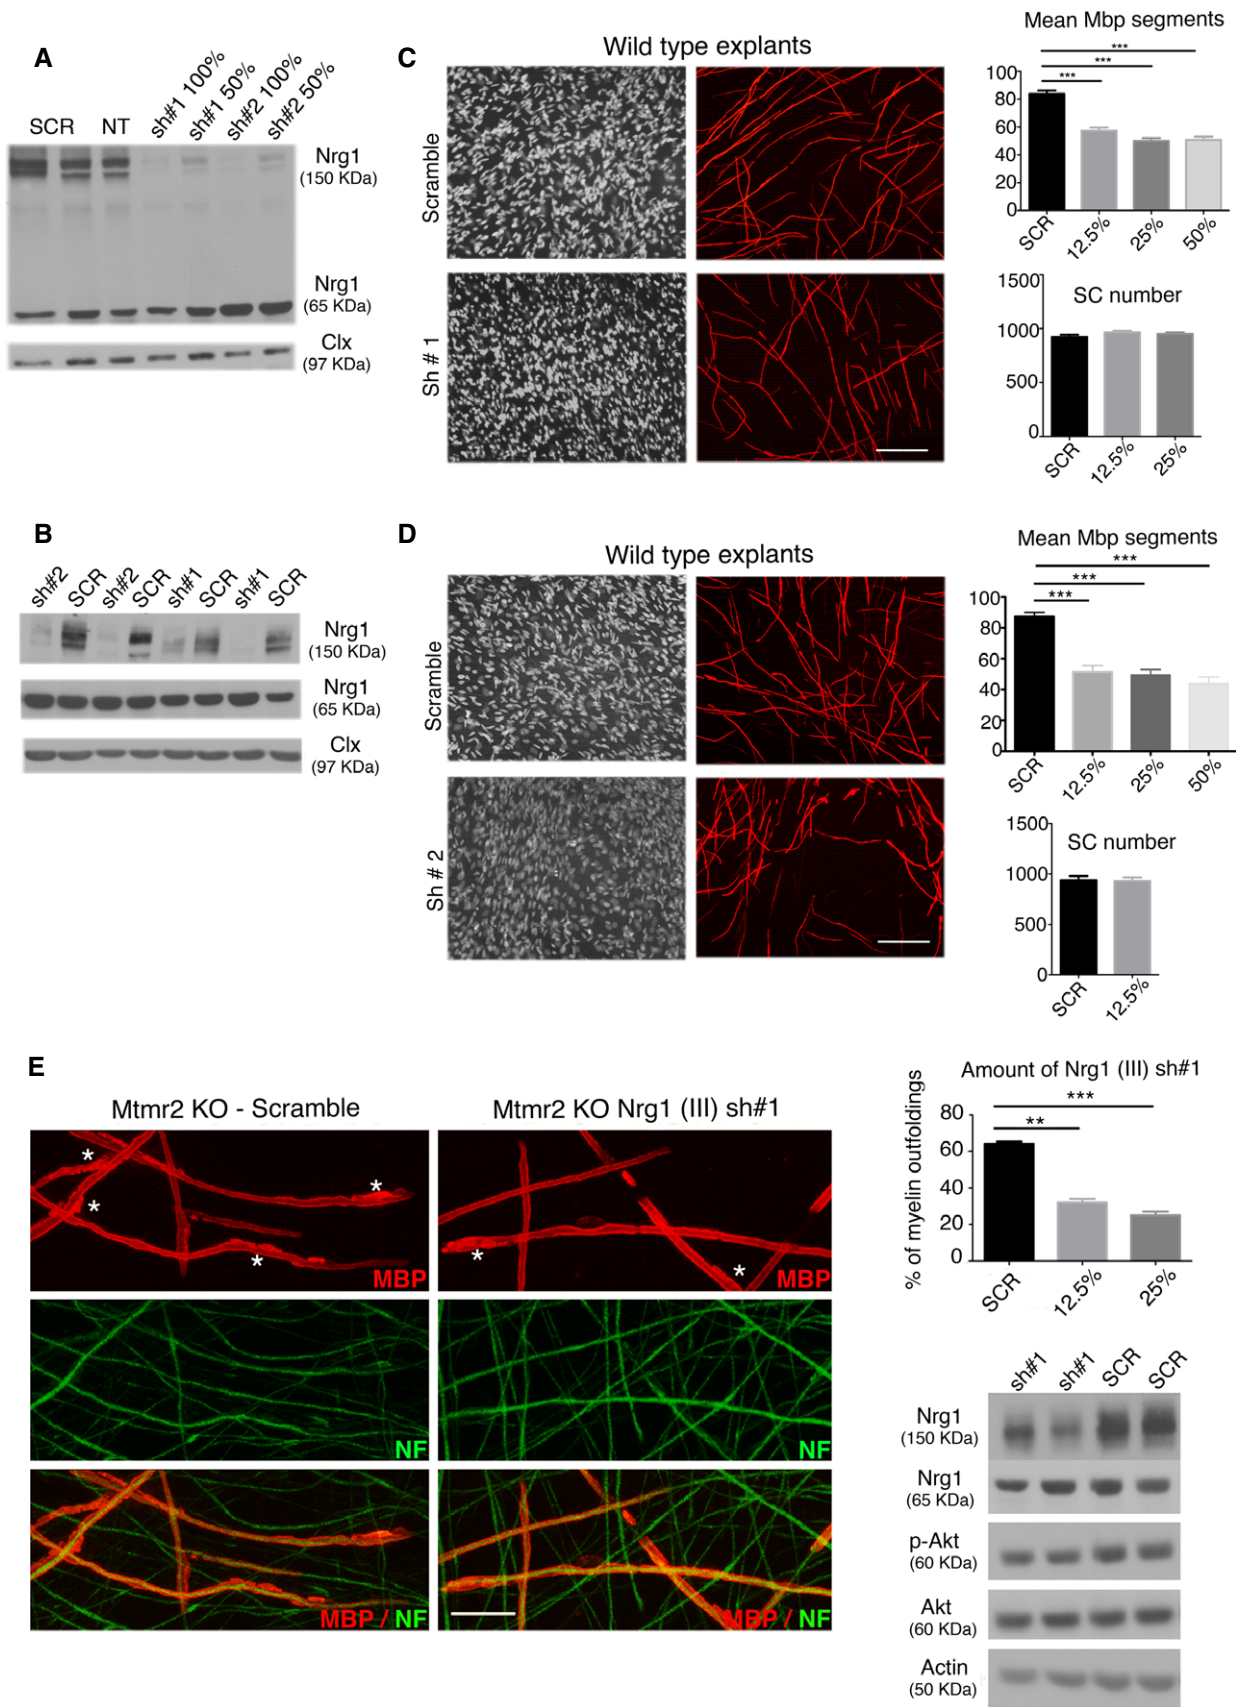 A
SCR
NT
sh#1 100%
sh#1 50%
sh#2 100%
sh#2 50%
Nrg1
(150 KDa)
Nrg1
(65 KDa)
Clx
(97 KDa)
B
sh#2
SCR
sh#2
SCR
sh#1
SCR
sh#1
SCR
Nrg1
(150 KDa)
Nrg1
(65 KDa)
Clx
(97 KDa)
C
Wild type explants
Scramble
Sh # 1
Mean Mbp segments
***
***
***
100
80
60
40
20
0
SCR
12.5%
25%
50%
SC number
1500
1000
500
0
SCR
12.5%
25%
D
Wild type explants
Scramble
Sh # 2
Mean Mbp segments
***
***
***
100
80
60
40
20
0
SCR
12.5%
25%
50%
SC number
1500
1000
500
0
SCR
12.5%
E
Mtmr2 KO - Scramble
Mtmr2 KO Nrg1 (III) sh#1
*
*
*
*
MBP
*
*
MBP
NF
NF
MBP / NF
MBP / NF
Amount of Nrg1 (III) sh#1
% of myelin outfoldings
***
**
80
60
40
20
0
SCR
12.5%
25%
sh#1
sh#1
SCR
SCR
Nrg1
(150 KDa)
Nrg1
(65 KDa)
p-Akt
(60 KDa)
Akt
(60 KDa)
Actin
(50 KDa)